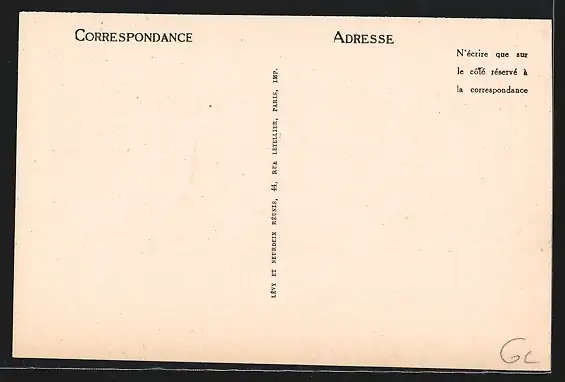 CORRESPONDANCE
ADRESSE
N'écrire que sur
le côté réservé à
la correspondance
LÉVY ET NEURDEIN RÉUNIS, 44, RUE LETELLIER, PARIS, IMP.